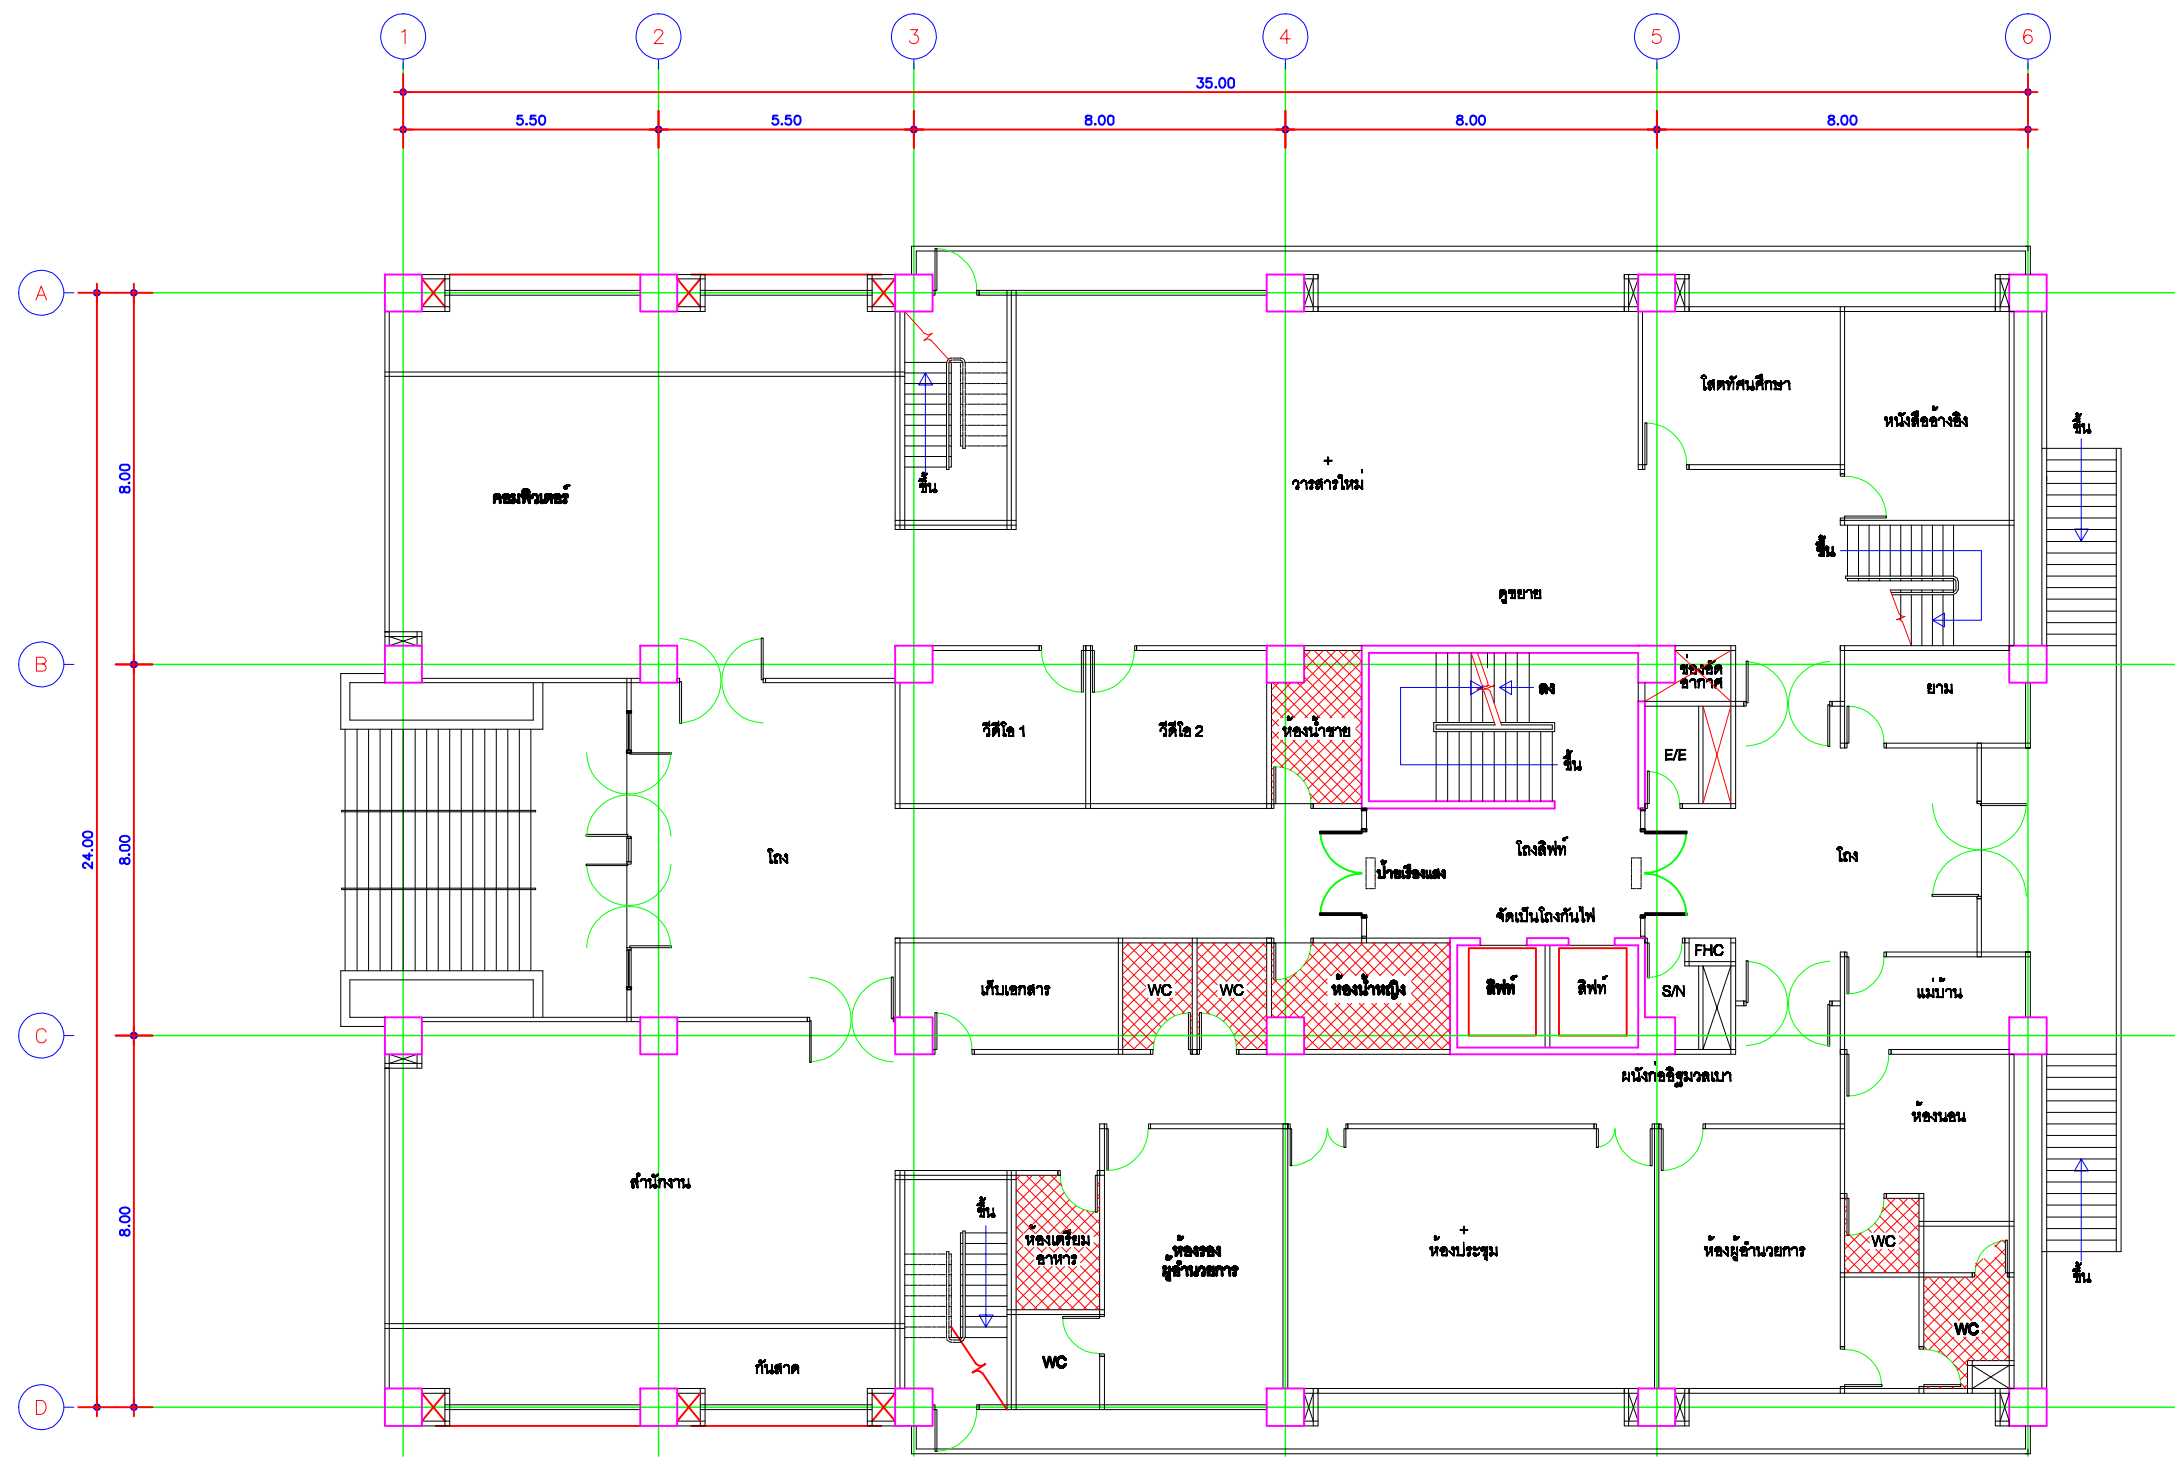 1
2
3
4
5
6
35.00
5.50
5.50
8.00
8.00
8.00
A
B
C
D
24.00
8.00
8.00
8.00
คอมพิวเตอร์
ขึ้น
วารสารใหม่
โสตทัศนศึกษา
หนังสืออ้างอิง
ขึ้น
ขึ้น
ตู้ขยาย
วีดีโอ 1
วีดีโอ 2
ห้องน้ำชาย
ลง
ขึ้น
ช่องอัด
อากาศ
E/E
ยาม
โถง
ป้ายเรืองแสง
โถงลิฟท์
จัดเป็นโถงกันไฟ
โถง
เก็บเอกสาร
WC
WC
ห้องน้ำหญิง
ลิฟท์
ลิฟท์
FHC
S/N
แม่บ้าน
ผนังก่ออิฐมวลเบา
สำนักงาน
ขึ้น
ห้องเตรียม
อาหาร
WC
ห้องรอง
ผู้อำนวยการ
ห้องประชุม
ห้องผู้อำนวยการ
ห้องนอน
WC
WC
ขึ้น
กันสาด